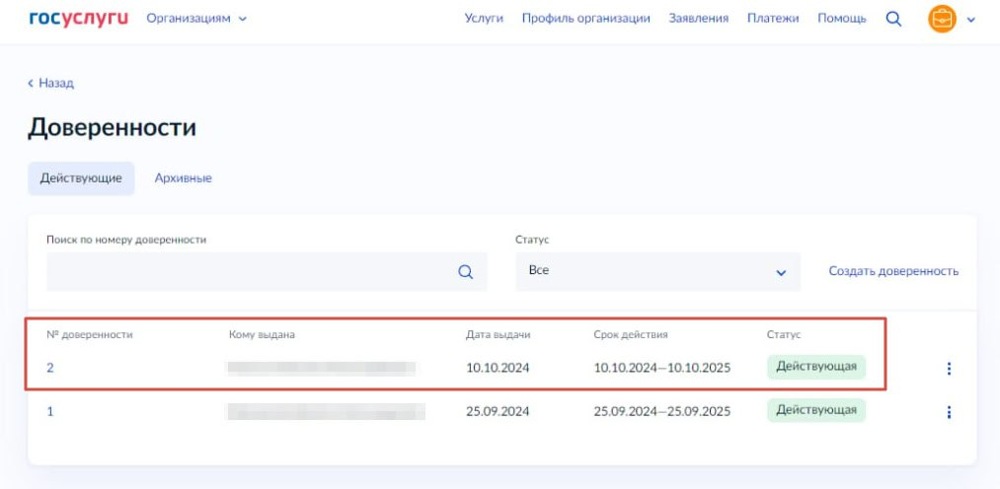 госуслуги Организациям Услуги Профиль организации Заявления Платежи Помощь
Назад
Доверенности
Действующие Архивные
Поиск по номеру доверенности Статус
Все Создать доверенность
№ доверенности Кому выдана Дата выдачи Срок действия Статус
2 10.10.2024 10.10.2024—10.10.2025 Действующая
1 25.09.2024 25.09.2024—25.09.2025 Действующая